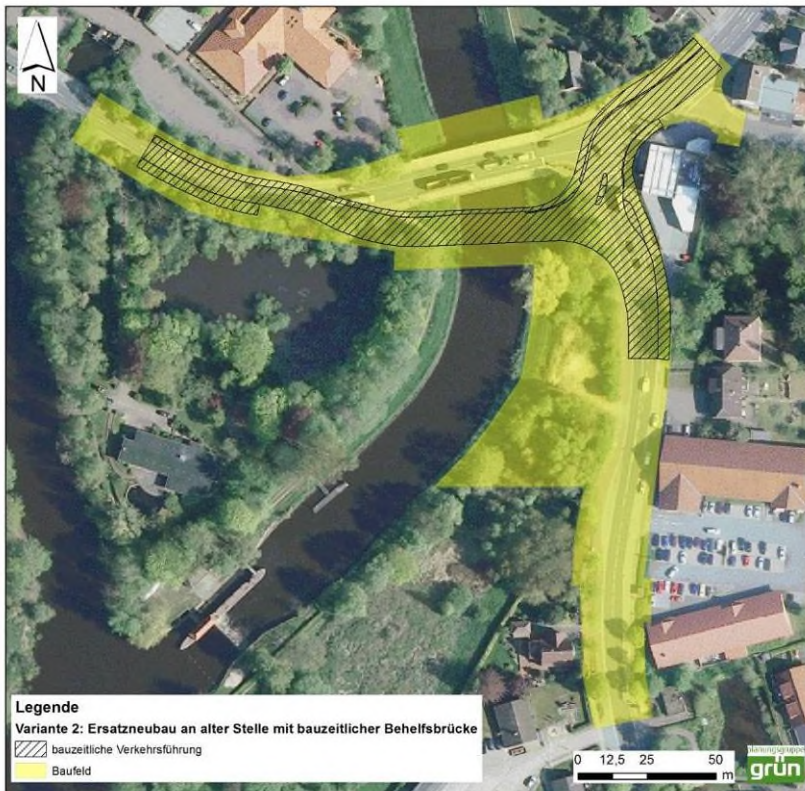 N
Legende
Variante 2: Ersatzneubau an alter Stelle mit bauzeitlicher Behelfsbrücke
bauzeitliche Verkehrsführung
Baufeld
0 12,5 25 50
m
planungsgruppe
grün